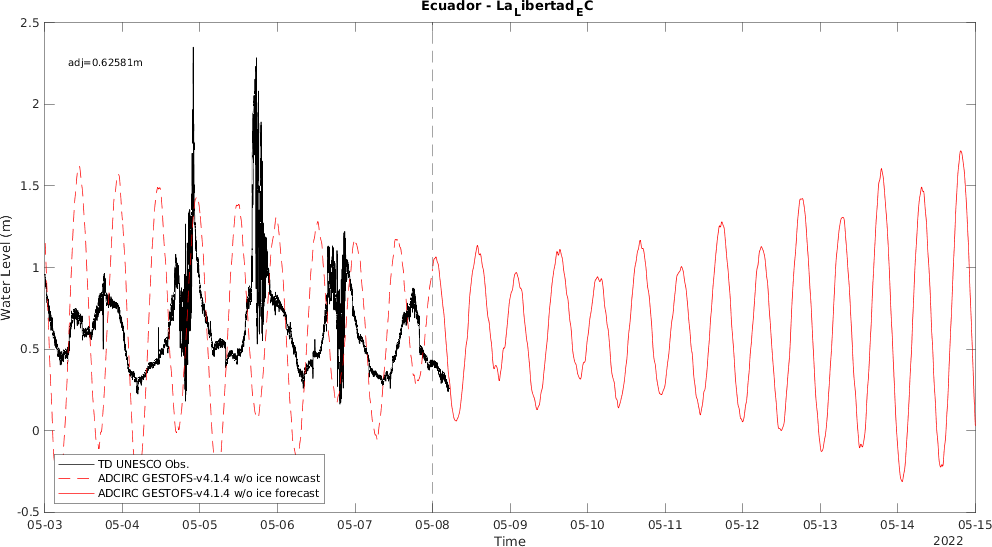 Ecuador - LaLibertadEC
adj=0.62581m
2.5
2
1.5
1
0.5
0
-0.5
Water Level (m)
TD UNESCO Obs.
ADCIRC GESTOFS-v4.1.4 w/o ice nowcast
ADCIRC GESTOFS-v4.1.4 w/o ice forecast
05-03 05-04 05-05 05-06 05-07 05-08 05-09 05-10 05-11 05-12 05-13 05-14 05-15
Time
2022